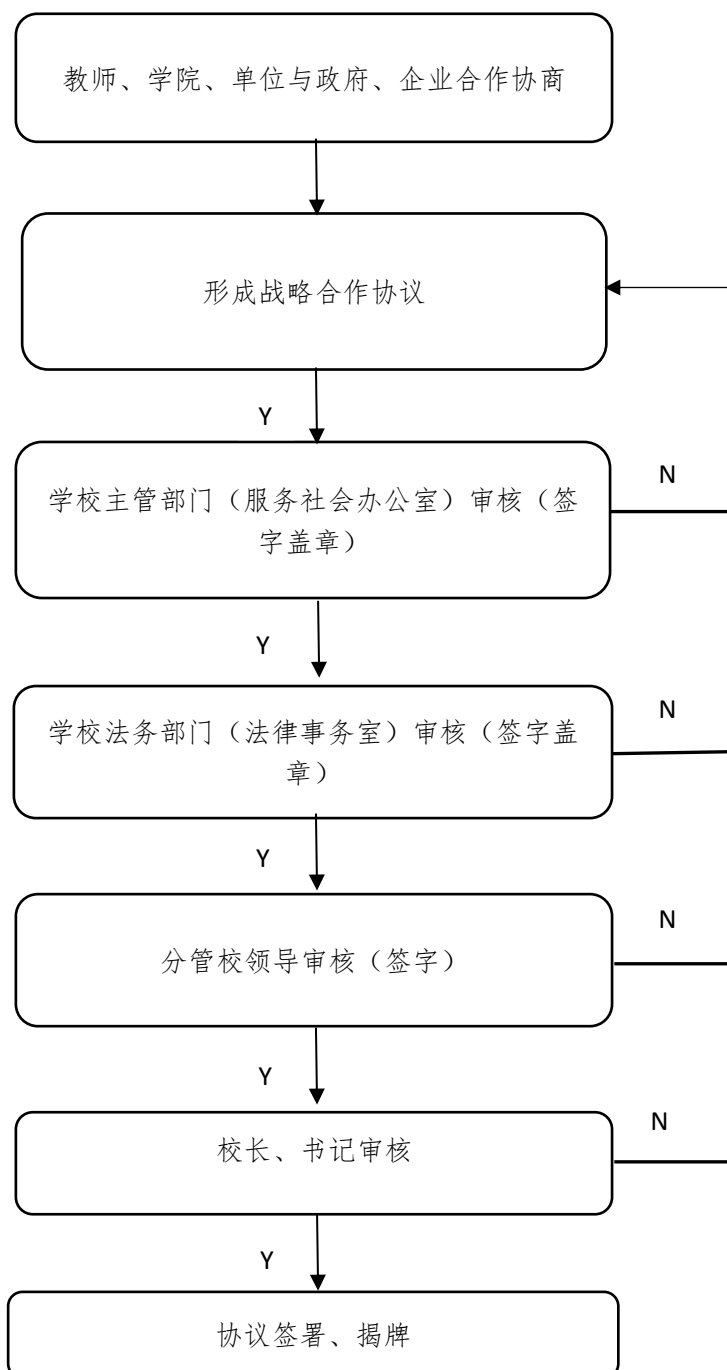 教师、学院、单位与政府、企业合作协商
形成战略合作协议
Y
N
学校主管部门（服务社会办公室）审核（签
字盖章）
Y
N
学校法务部门（法律事务室）审核（签字盖
章）
Y
N
分管校领导审核（签字）
Y
N
校长、书记审核
Y
协议签署、揭牌